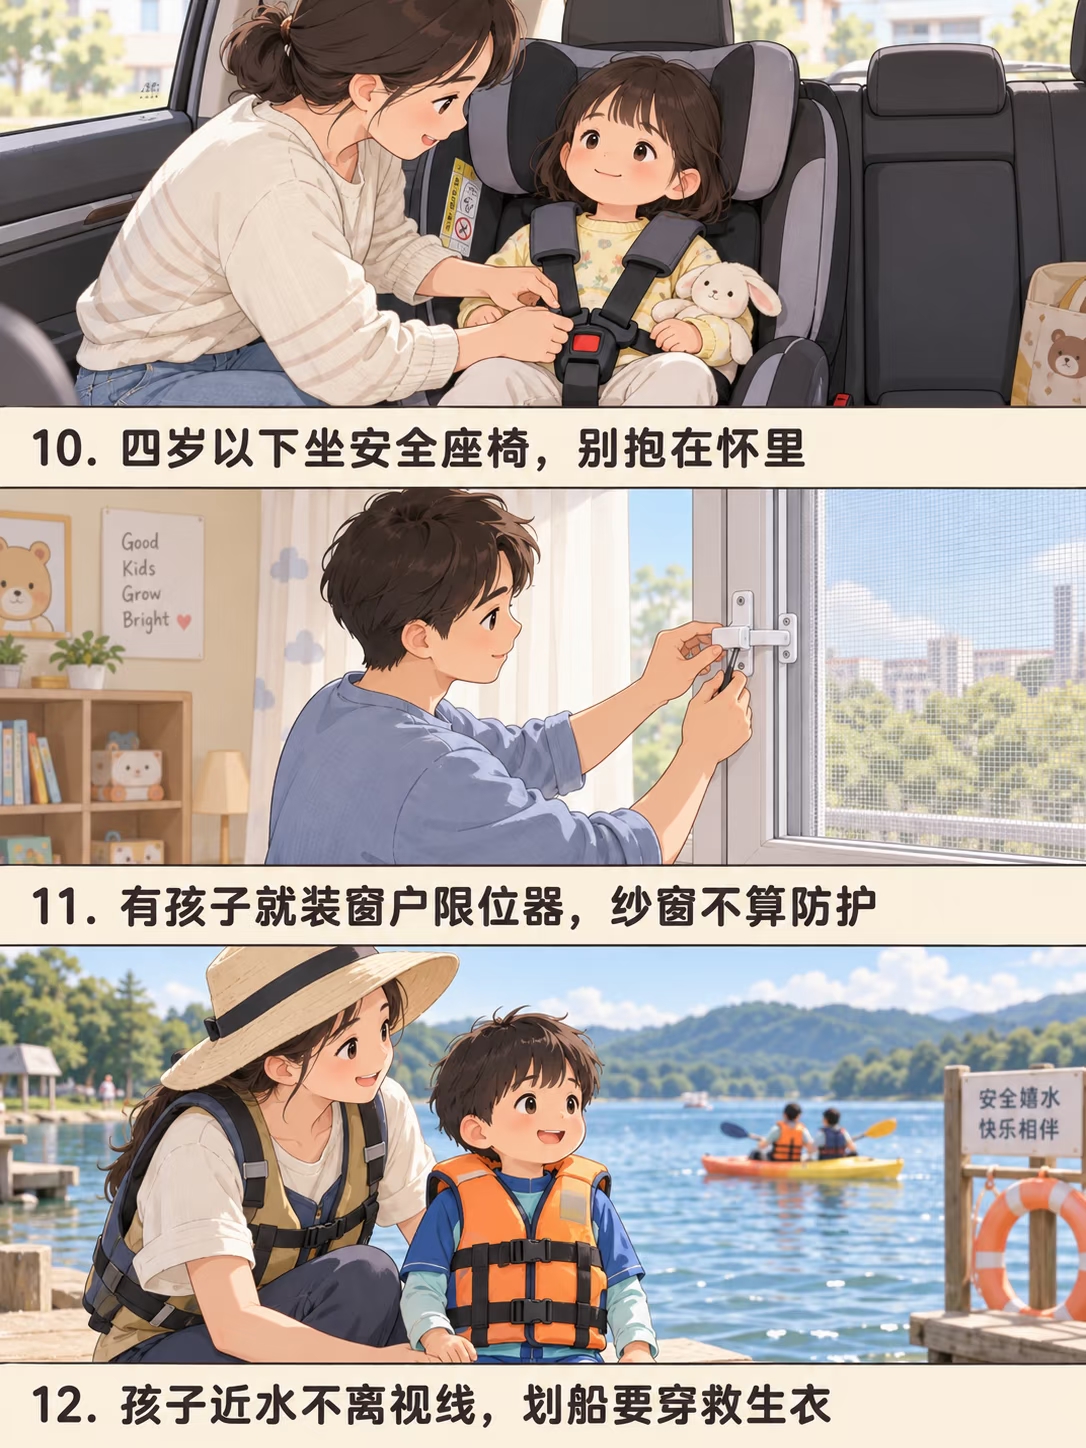 10. 四岁以下坐安全座椅，别抱在怀里
Good
Kids
Grow
Bright
11. 有孩子就装窗户限位器，纱窗不算防护
安全嬉水
快乐相伴
12. 孩子近水不离视线，划船要穿救生衣